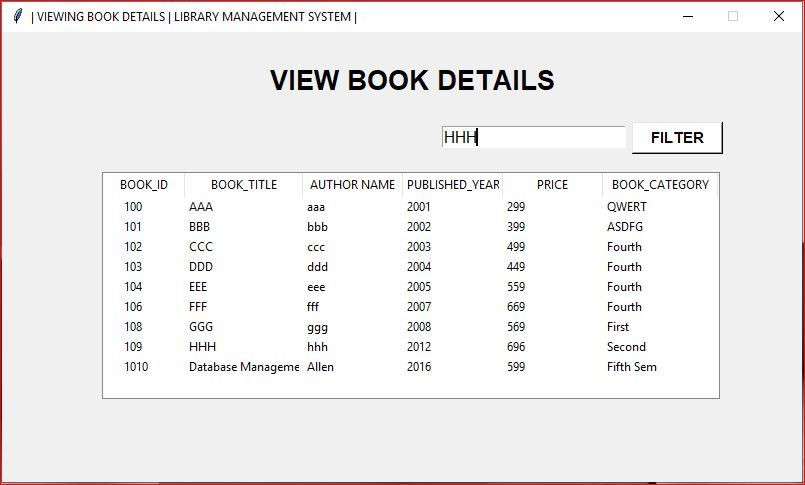 | VIEWING BOOK DETAILS | LIBRARY MANAGEMENT SYSTEM |
VIEW BOOK DETAILS
HHH FILTER
BOOK_ID BOOK_TITLE AUTHOR NAME PUBLISHED_YEAR PRICE BOOK_CATEGORY
100 AAA aaa 2001 299 QWERT
101 BBB bbb 2002 399 ASDFG
102 CCC ccc 2003 499 Fourth
103 DDD ddd 2004 449 Fourth
104 EEE eee 2005 559 Fourth
106 FFF fff 2007 669 Fourth
108 GGG ggg 2008 569 First
109 HHH hhh 2012 696 Second
1010 Database Manageme Allen 2016 599 Fifth Sem